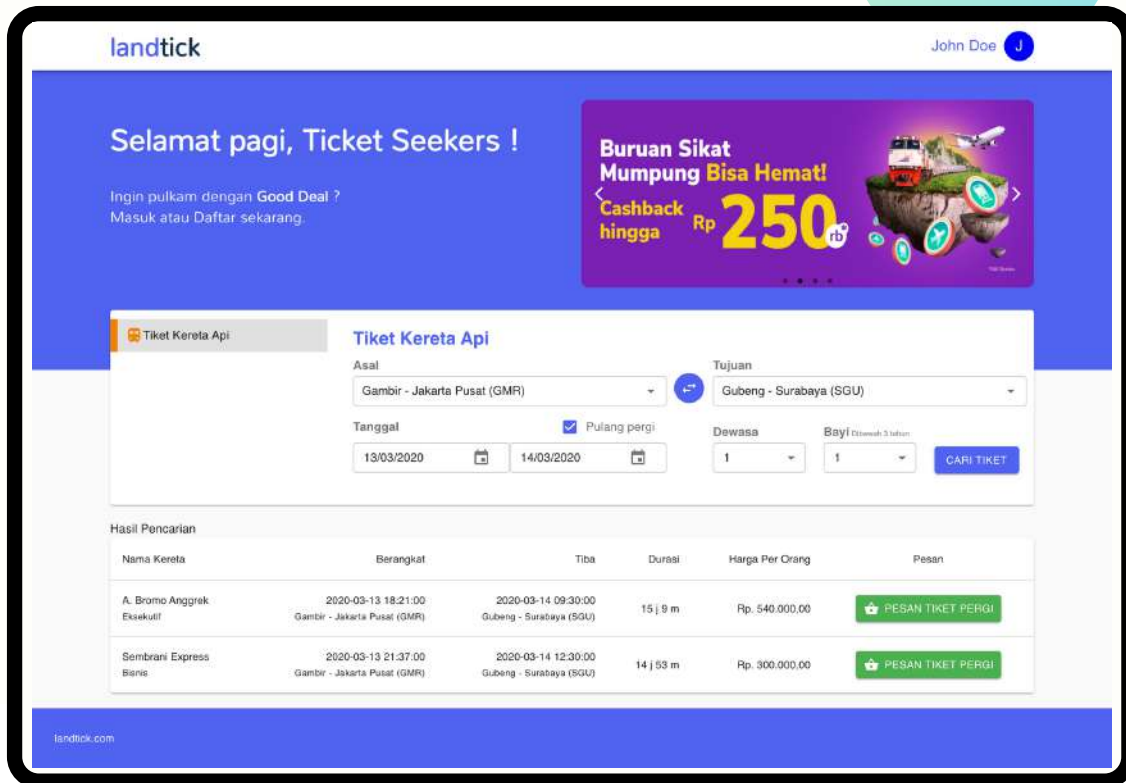 landtick
John Doe J
Selamat pagi, Ticket Seekers !
Ingin pulkam dengan Good Deal ?
Masuk atau Daftar sekarang.
Buruan Sikat
Mumpung Bisa Hemat!
Cashback
hingga Rp 250 rb
Tiket Kereta Api
Tiket Kereta Api
Asal
Gambir - Jakarta Pusat (GMR)
Tujuan
Gubeng - Surabaya (SGU)
Tanggal
Pulang pergi
13/03/2020 14/03/2020
Dewasa
1
Bayi Dibawah 3 tahun
1
CARI TIKET
Hasil Pencarian
Nama Kereta Berangkat Tiba Durasi Harga Per Orang Pesan
A. Bromo Anggrek 2020-03-13 18:21:00 2020-03-14 09:30:00 15 j 9 m Rp. 540.000,00 PESAN TIKET PERGI
Eksekutif Gambir - Jakarta Pusat (GMR) Gubeng - Surabaya (SGU)
Sembrani Express 2020-03-13 21:37:00 2020-03-14 12:30:00 14 j 53 m Rp. 300.000,00 PESAN TIKET PERGI
Bisnis Gambir - Jakarta Pusat (GMR) Gubeng - Surabaya (SGU)
landtick.com